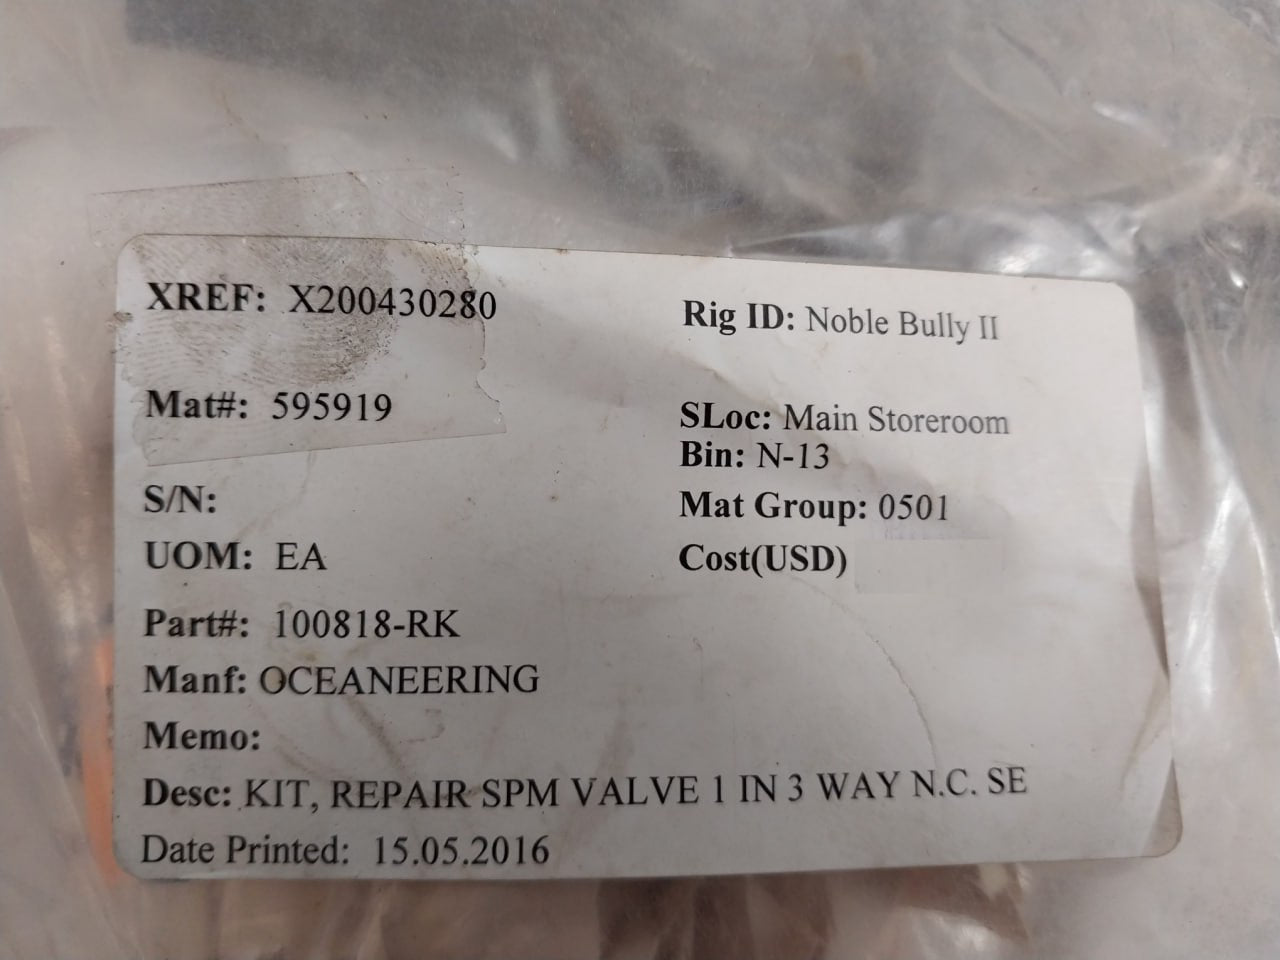 XREF: X200430280
Rig ID: Noble Bully II
Mat#: 595919
SLoc: Main Storeroom
Bin: N-13
S/N:
Mat Group: 0501
UOM: EA
Cost(USD)
Part#: 100818-RK
Manf: OCEANEERING
Memo:
Desc: KIT, REPAIR SPM VALVE 1 IN 3 WAY N.C. SE
Date Printed: 15.05.2016